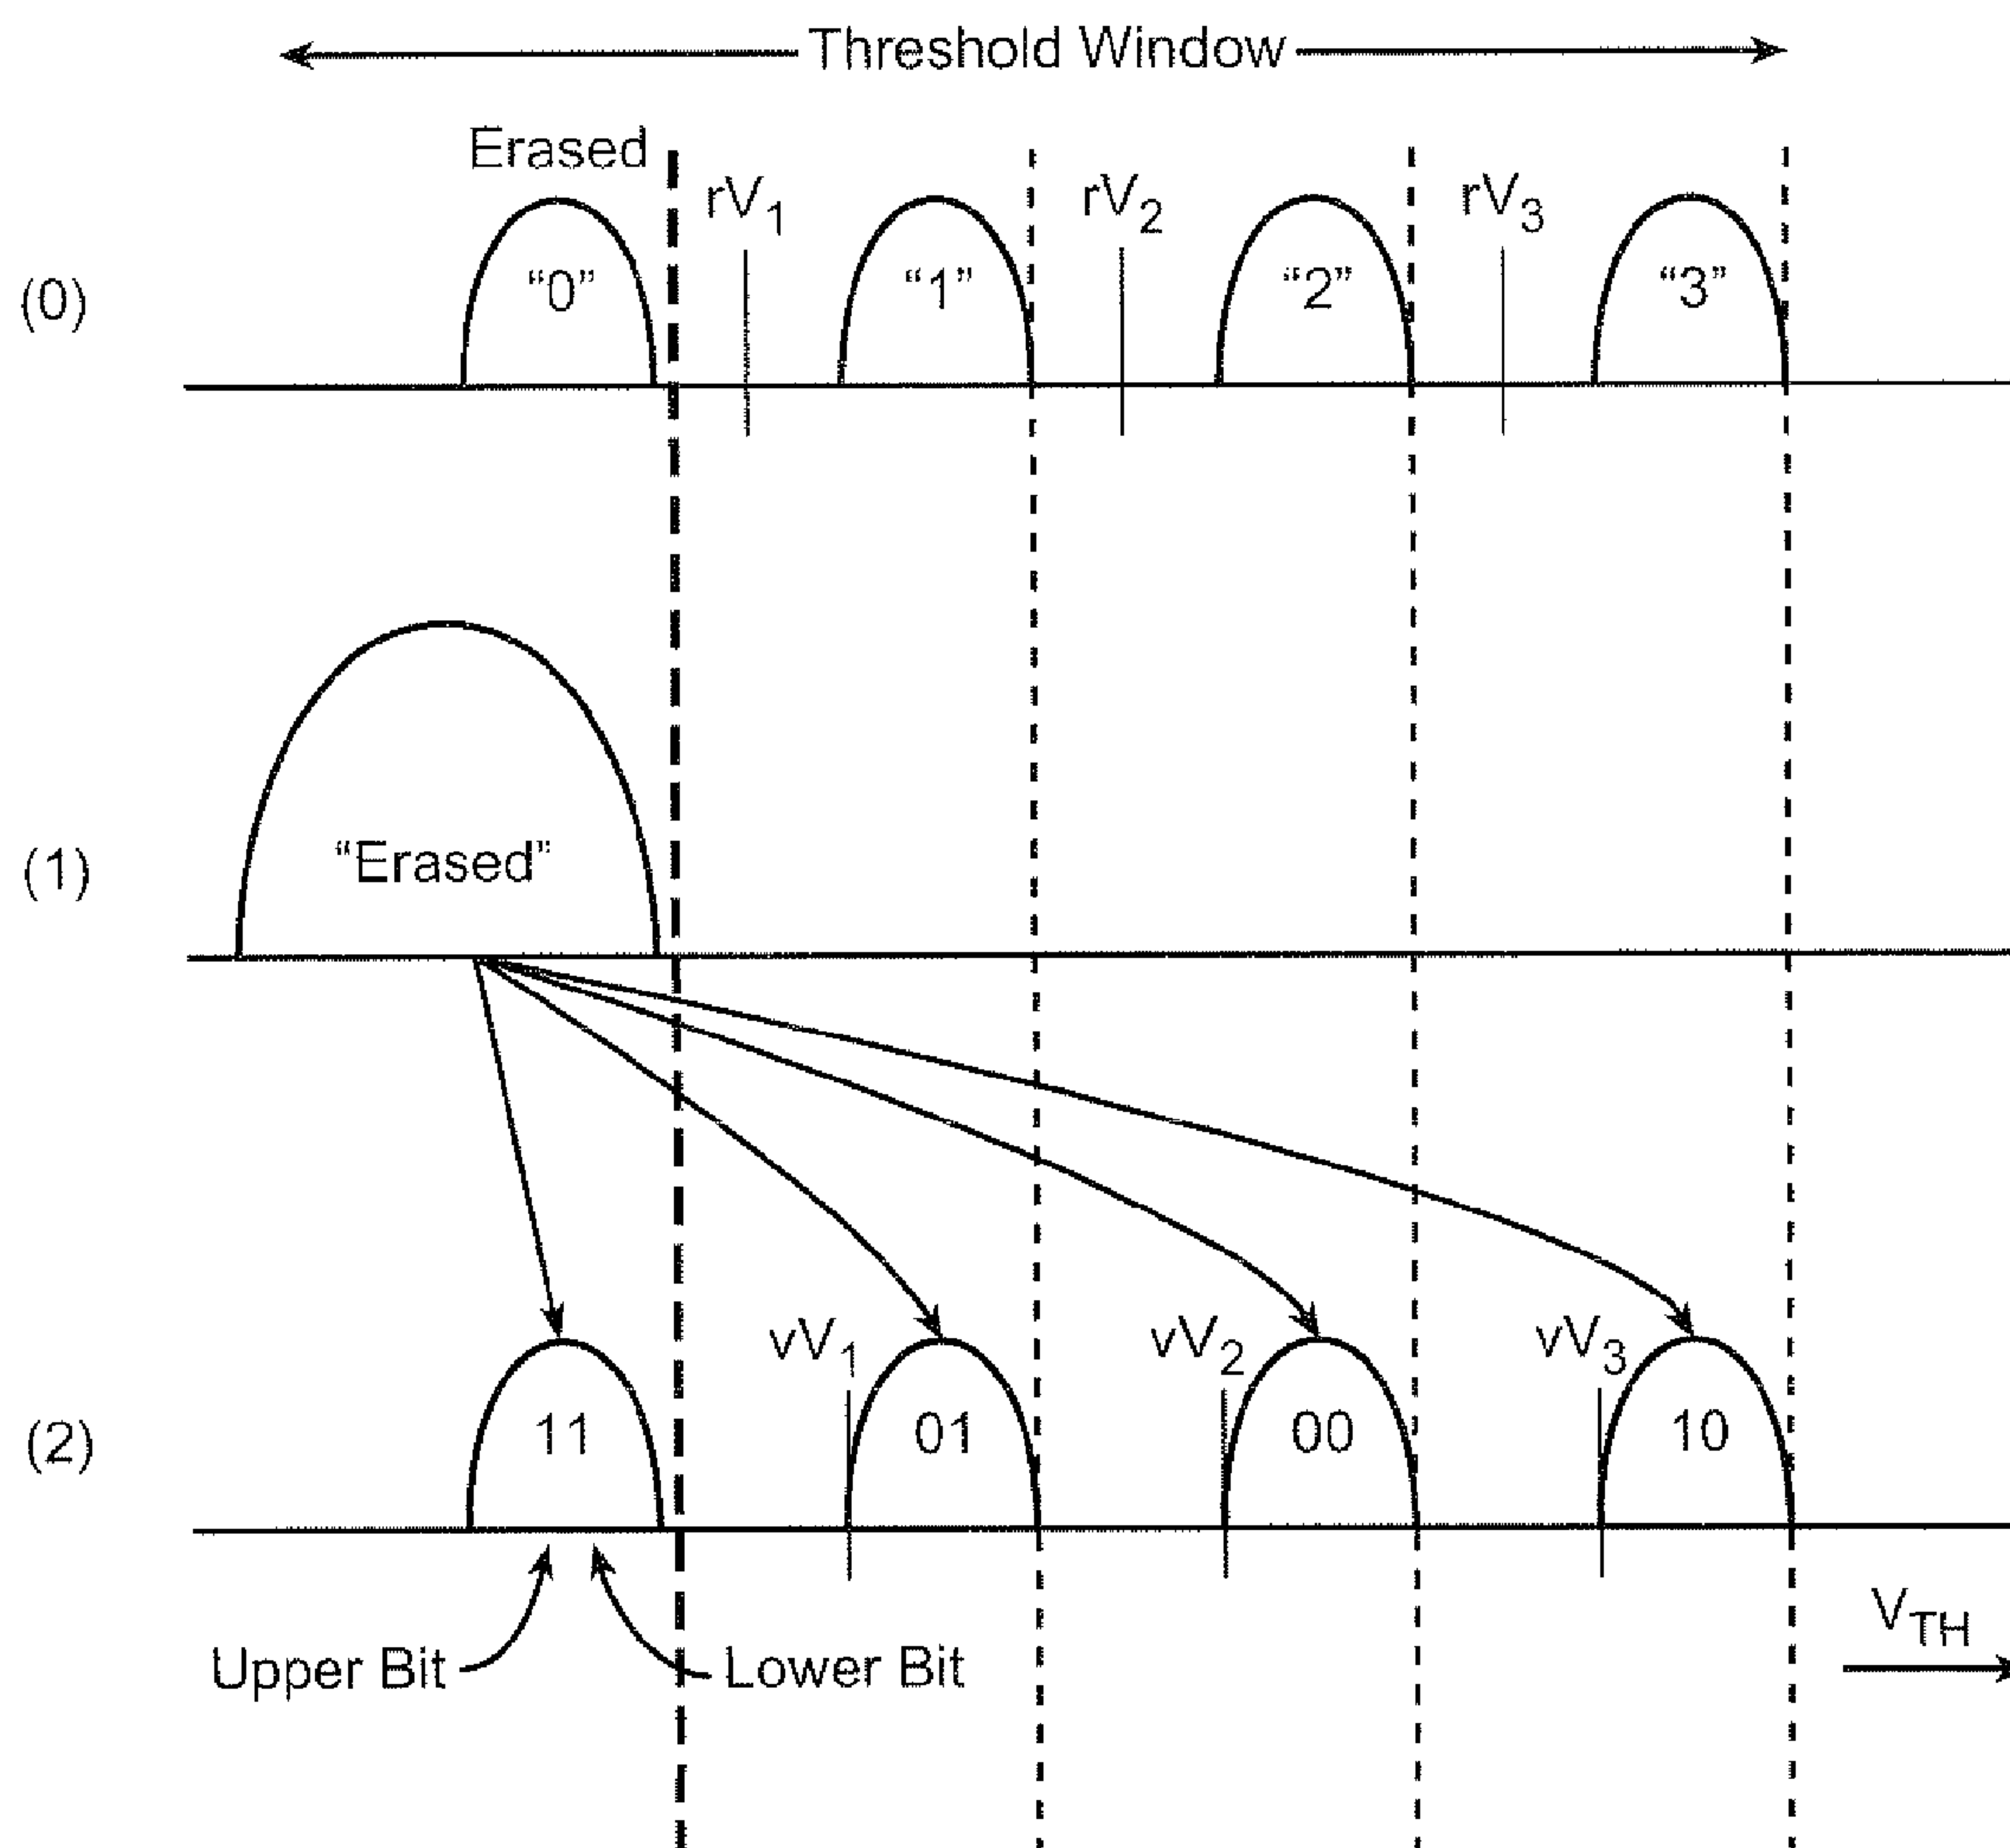 Threshold Window
Erased
rV1 rV2 rV3
(0) “0” “1” “2” “3”
(1) “Erased”
vV1 vV2 vV3
(2) 11 01 00 10
Upper Bit Lower Bit VTH